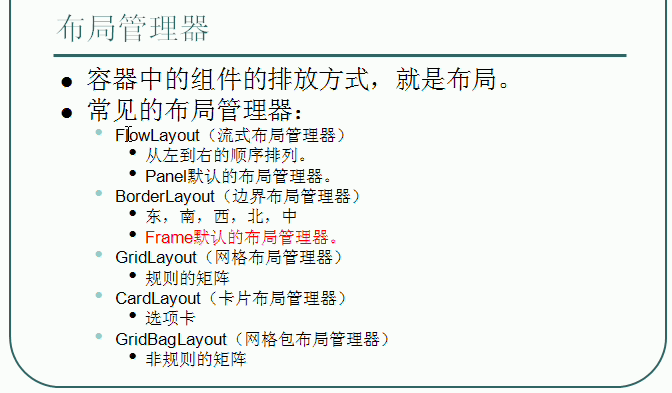 布局管理器
容器中的组件的排放方式，就是布局。
常见的布局管理器：
FlowLayout（流式布局管理器）
从左到右的顺序排列。
Panel默认的布局管理器。
BorderLayout（边界布局管理器）
东，南，西，北，中
Frame默认的布局管理器。
GridLayout（网格布局管理器）
规则的矩阵
CardLayout（卡片布局管理器）
选项卡
GridBagLayout（网格包布局管理器）
非规则的矩阵